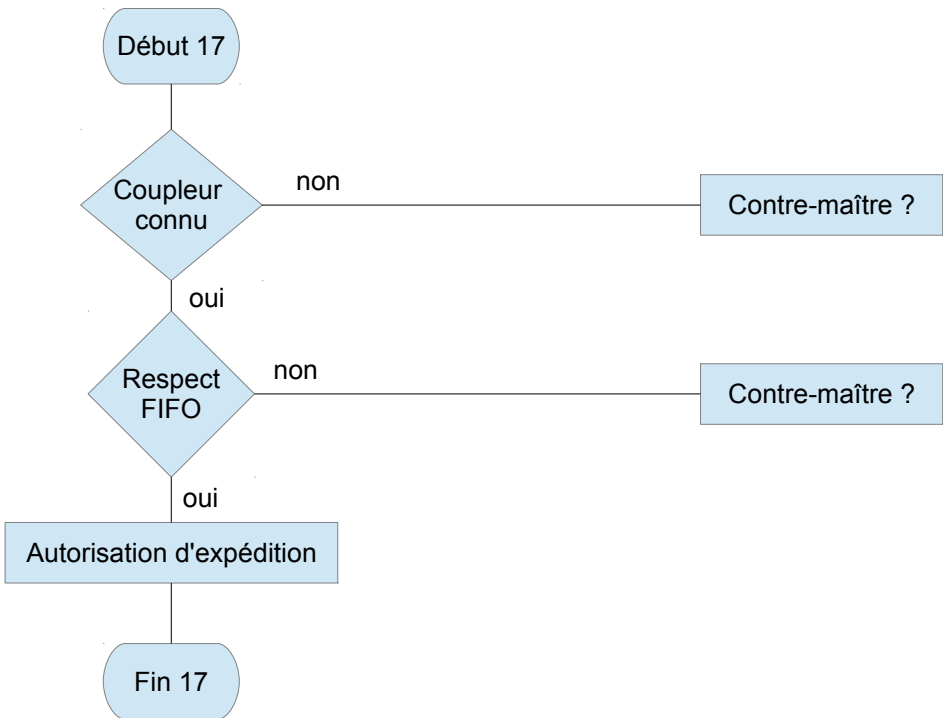 Début 17
Coupleur
connu
non
Contre-maître ?
oui
Respect
FIFO
non
Contre-maître ?
oui
Autorisation d'expédition
Fin 17